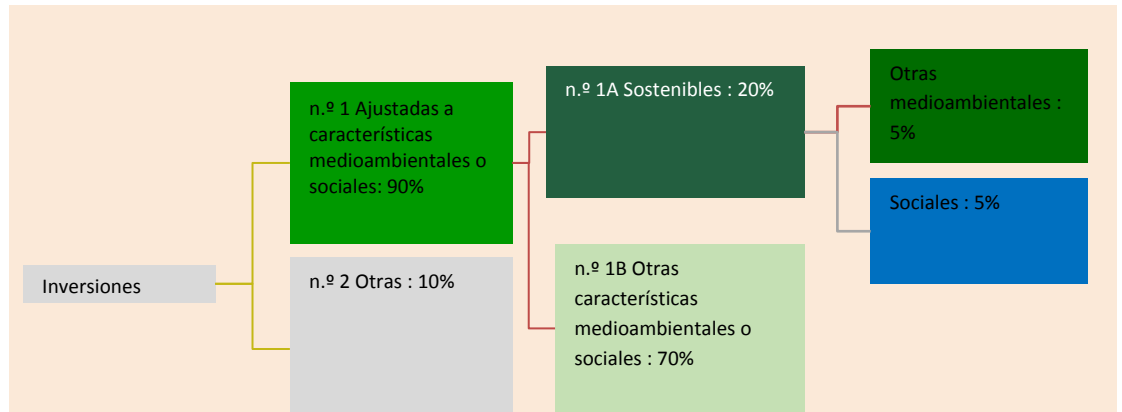 Inversiones
n.º 1 Ajustadas a
características
medioambientales o
sociales: 90%
n.º 2 Otras : 10%
n.º 1A Sostenibles : 20%
n.º 1B Otras
características
medioambientales o
sociales : 70%
Otras
medioambientales :
5%
Sociales : 5%